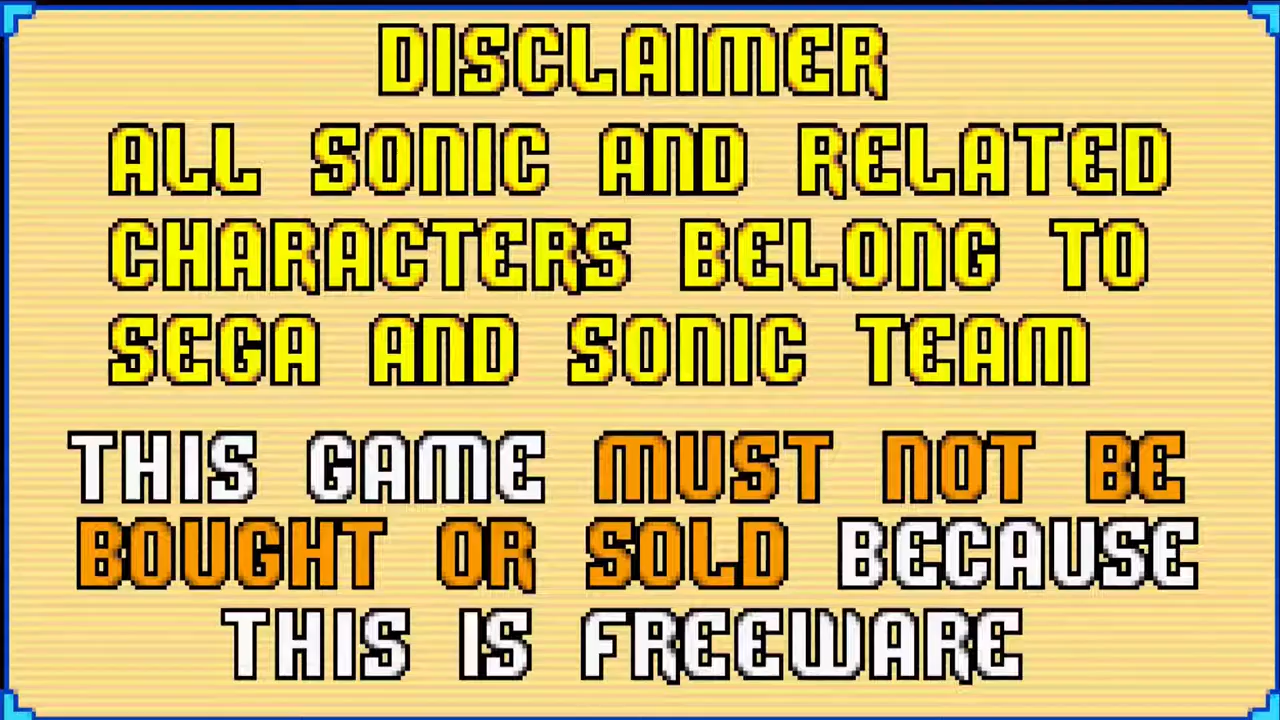 DISCLAIMER
ALL SONIC AND RELATED
CHARACTERS BELONG TO
SEGA AND SONIC TEAM
THIS GAME MUST NOT BE
BOUGHT OR SOLD BECAUSE
THIS IS FREEWARE